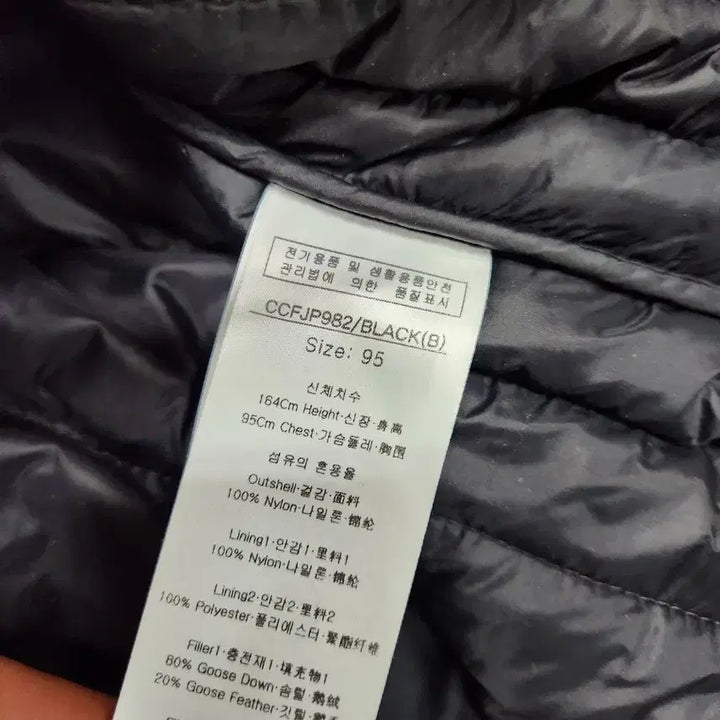 전기용품 및 생활용품안전
관리법에 의한 품질표시
CCFJP982/BLACK(B)
Size: 95
신체치수
164Cm Height·신장·身高
95Cm Chest·가슴둘레·胸围
섬유의 혼용율
Outshell·겉감·面料
100% Nylon·나일론·锦纶
Lining1·안감1·里料1
100% Nylon·나일론·锦纶
Lining2·안감2·里料2
100% Polyester·폴리에스터·聚酯纤维
Filler1·충전재1·填充物1
80% Goose Down·솜털·鹅绒
20% Goose Feather·깃털·鹅